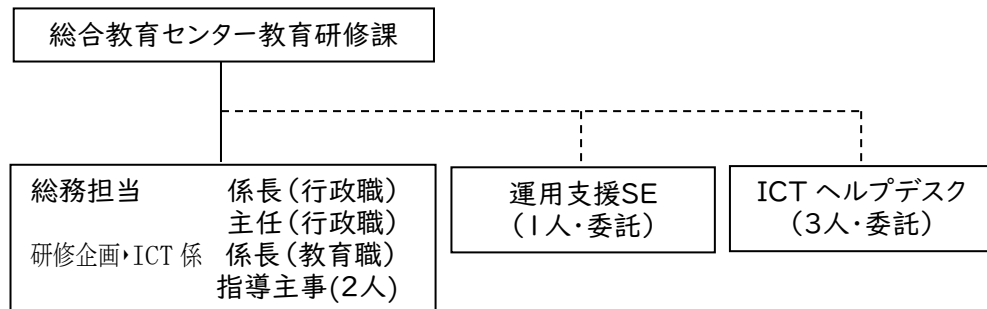 総合教育センター教育研修課
総務担当 係長(行政職)
主任(行政職)
研修企画・ICT 係 係長(教育職)
指導主事(2人)
運用支援SE
(1人・委託)
ICT ヘルプデスク
(3人・委託)